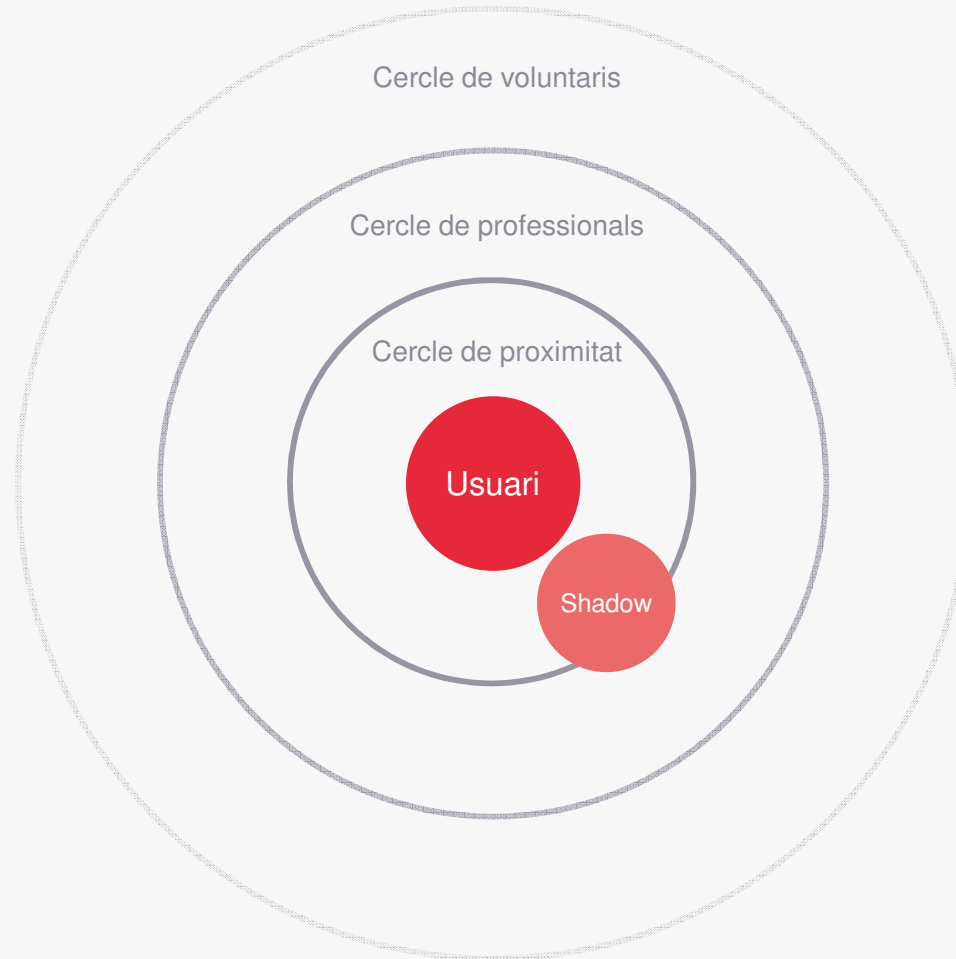 Cercle de voluntaris
Cercle de professionals
Cercle de proximitat
Usuari
Shadow